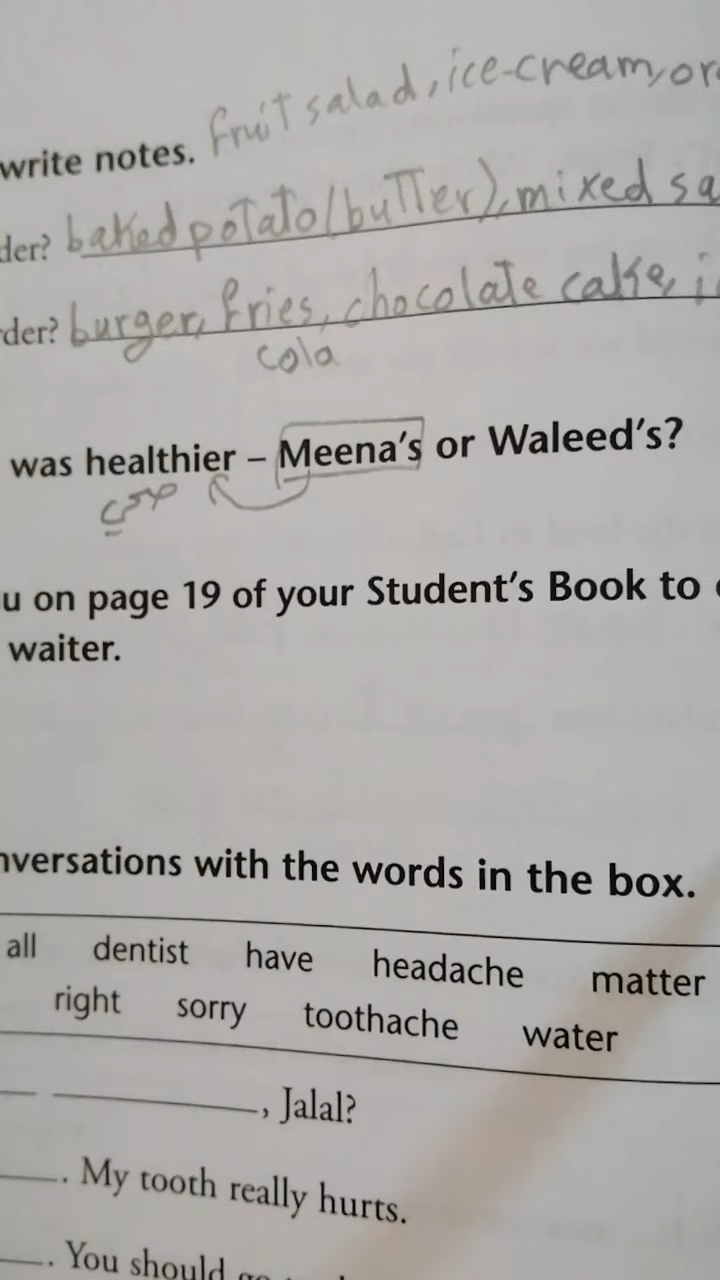 fruit salad, ice-cream, or
write notes.
der? baked potato (butter), mixed sa
der? burger, fries, chocolate cake, i
cola
was healthier – Meena's or Waleed's?
صحي
u on page 19 of your Student's Book to
waiter.
nversations with the words in the box.
all dentist have headache matter
right sorry toothache water
, Jalal?
. My tooth really hurts.
. You should